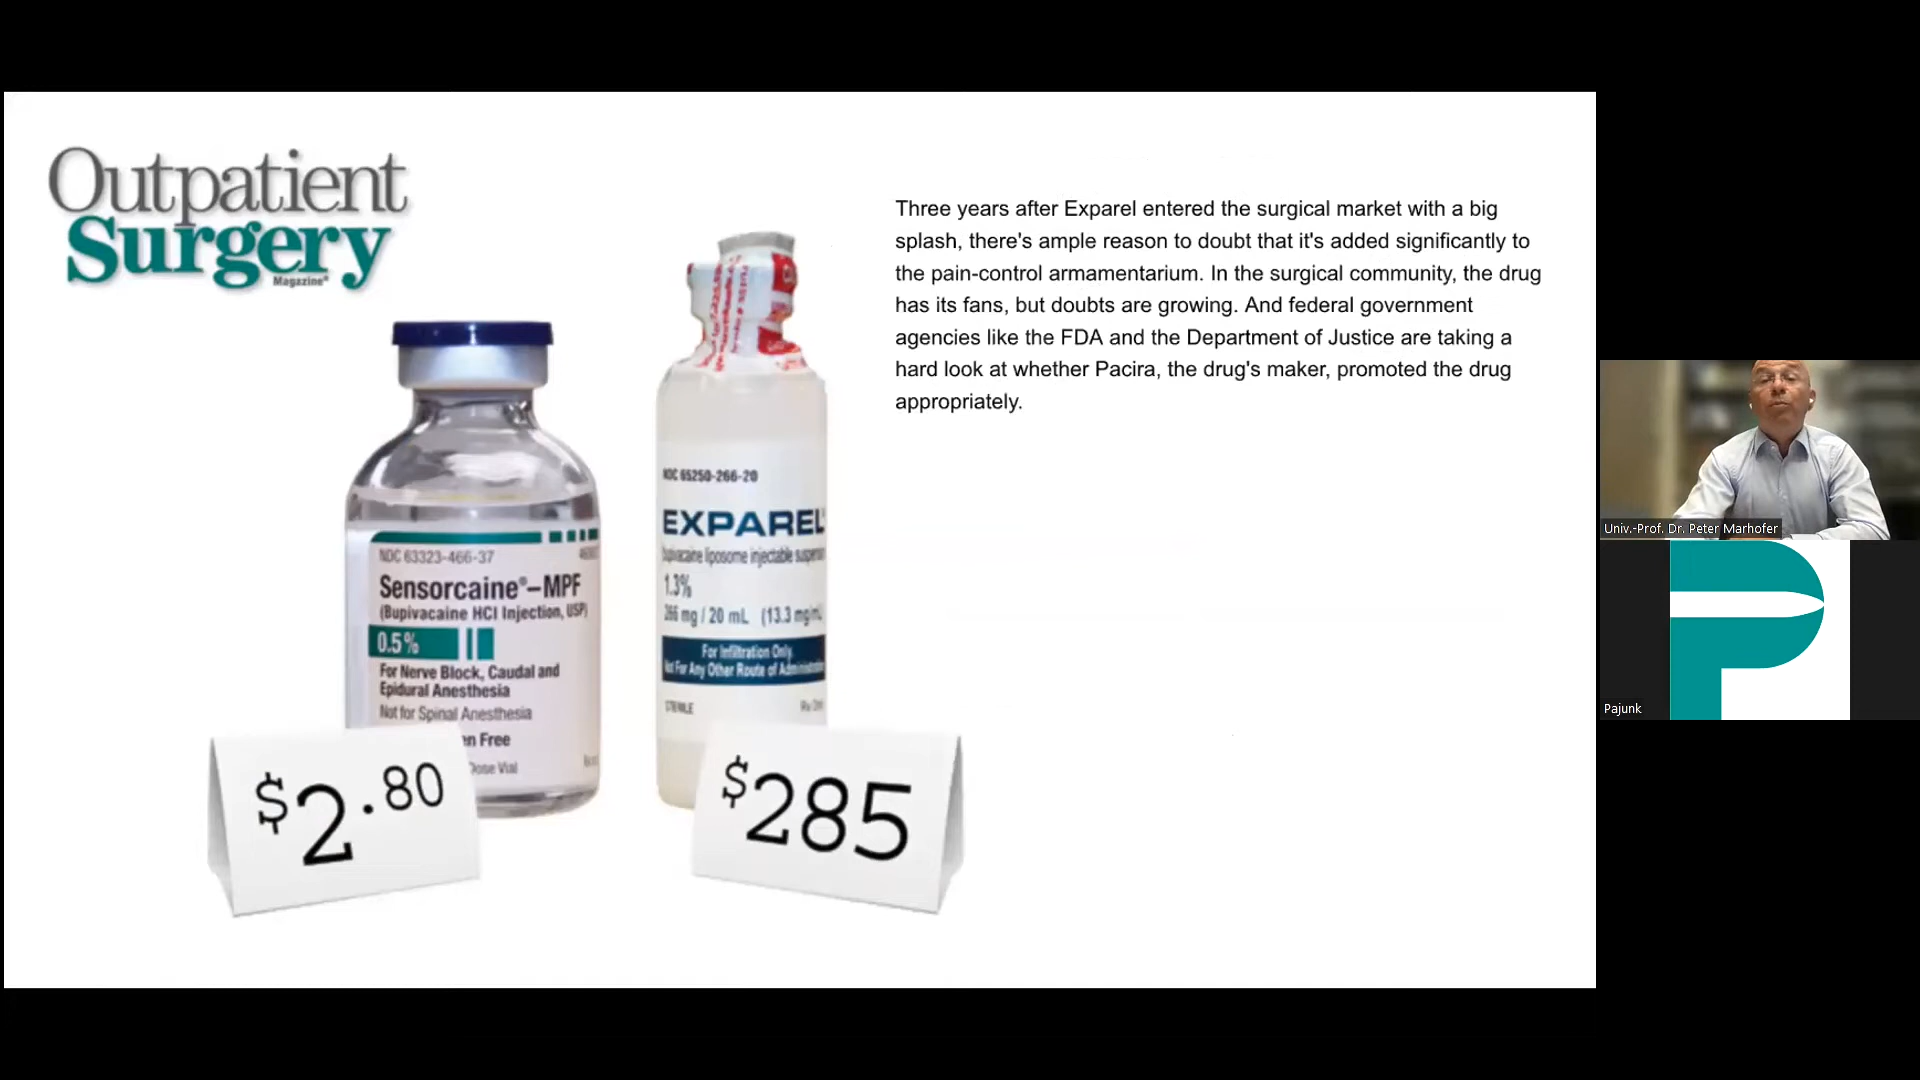 Outpatient
Surgery
Magazine®
Three years after Exparel entered the surgical market with a big
splash, there's ample reason to doubt that it's added significantly to
the pain-control armamentarium. In the surgical community, the drug
has its fans, but doubts are growing. And federal government
agencies like the FDA and the Department of Justice are taking a
hard look at whether Pacira, the drug's maker, promoted the drug
appropriately.
NDC 63323-466-37
Sensorcaine®–MPF
(Bupivacaine HCl Injection, USP)
0.5%
For Nerve Block, Caudal and
Epidural Anesthesia
Not for Spinal Anesthesia
en Free
Dose Vial
$2.80
NDC 65250-266-20
EXPAREL
bupivacaine liposome injectable
1.3%
266 mg / 20 mL (13.3 mg/mL
For Infiltration Only.
Not For Any Other Route of
STERILE
$285
Univ.-Prof. Dr. Peter Marhofer
Pajunk